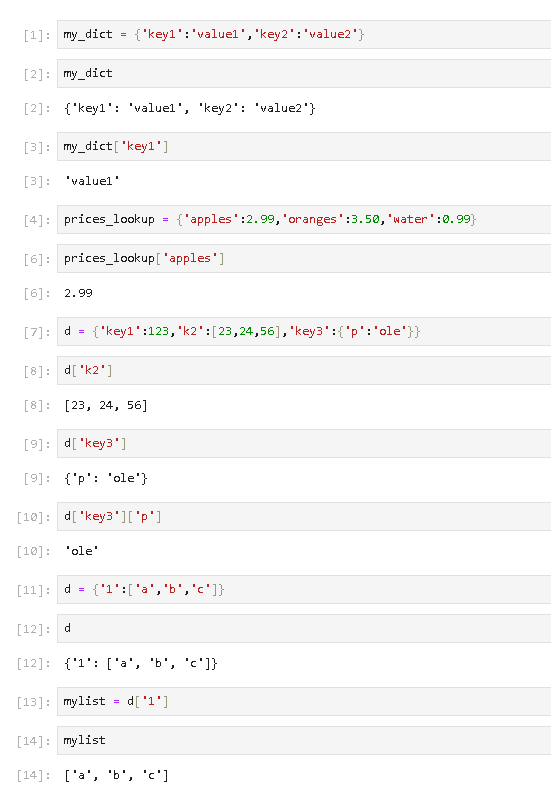 [1]: my_dict = {'key1':'value1','key2':'value2'}
[2]: my_dict
[2]: {'key1': 'value1', 'key2': 'value2'}
[3]: my_dict['key1']
[3]: 'value1'
[4]: prices_lookup = {'apples':2.99,'oranges':3.50,'water':0.99}
[6]: prices_lookup['apples']
[6]: 2.99
[7]: d = {'key1':123,'k2':[23,24,56],'key3':{'p':'ole'}}
[8]: d['k2']
[8]: [23, 24, 56]
[9]: d['key3']
[9]: {'p': 'ole'}
[10]: d['key3']['p']
[10]: 'ole'
[11]: d = {'1':['a','b','c']}
[12]: d
[12]: {'1': ['a', 'b', 'c']}
[13]: mylist = d['1']
[14]: mylist
[14]: ['a', 'b', 'c']